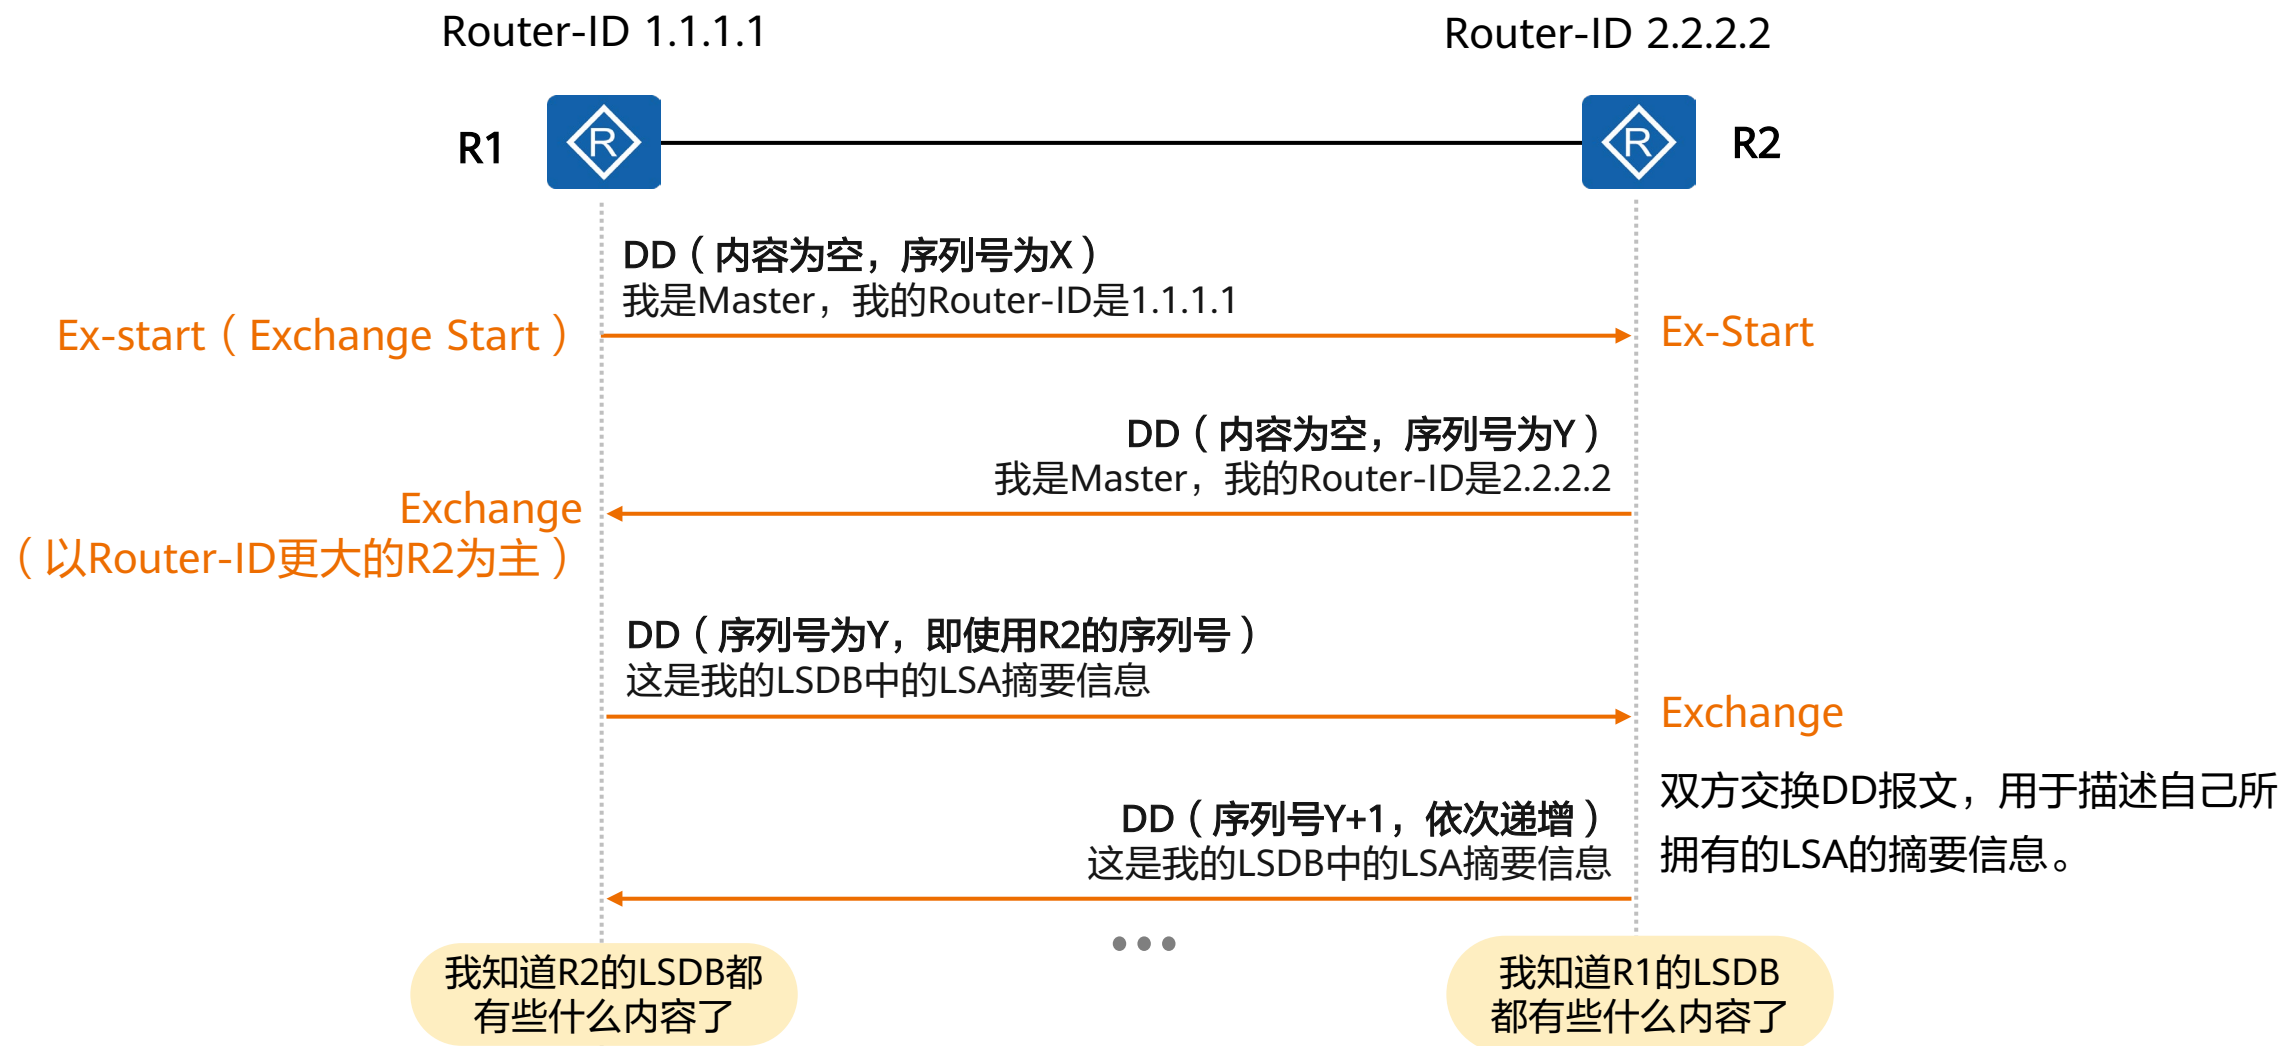 Router-ID 1.1.1.1
Router-ID 2.2.2.2
R1
R
R
R2
DD（内容为空，序列号为X）
我是Master，我的Router-ID是1.1.1.1
Ex-start（Exchange Start）
Ex-Start
DD（内容为空，序列号为Y）
我是Master，我的Router-ID是2.2.2.2
Exchange
（以Router-ID更大的R2为主）
DD（序列号为Y，即使用R2的序列号）
这是我的LSDB中的LSA摘要信息
Exchange
双方交换DD报文，用于描述自己所
拥有的LSA的摘要信息。
DD（序列号Y+1，依次递增）
这是我的LSDB中的LSA摘要信息
我知道R2的LSDB都
有些什么内容了
•••
我知道R1的LSDB
都有些什么内容了